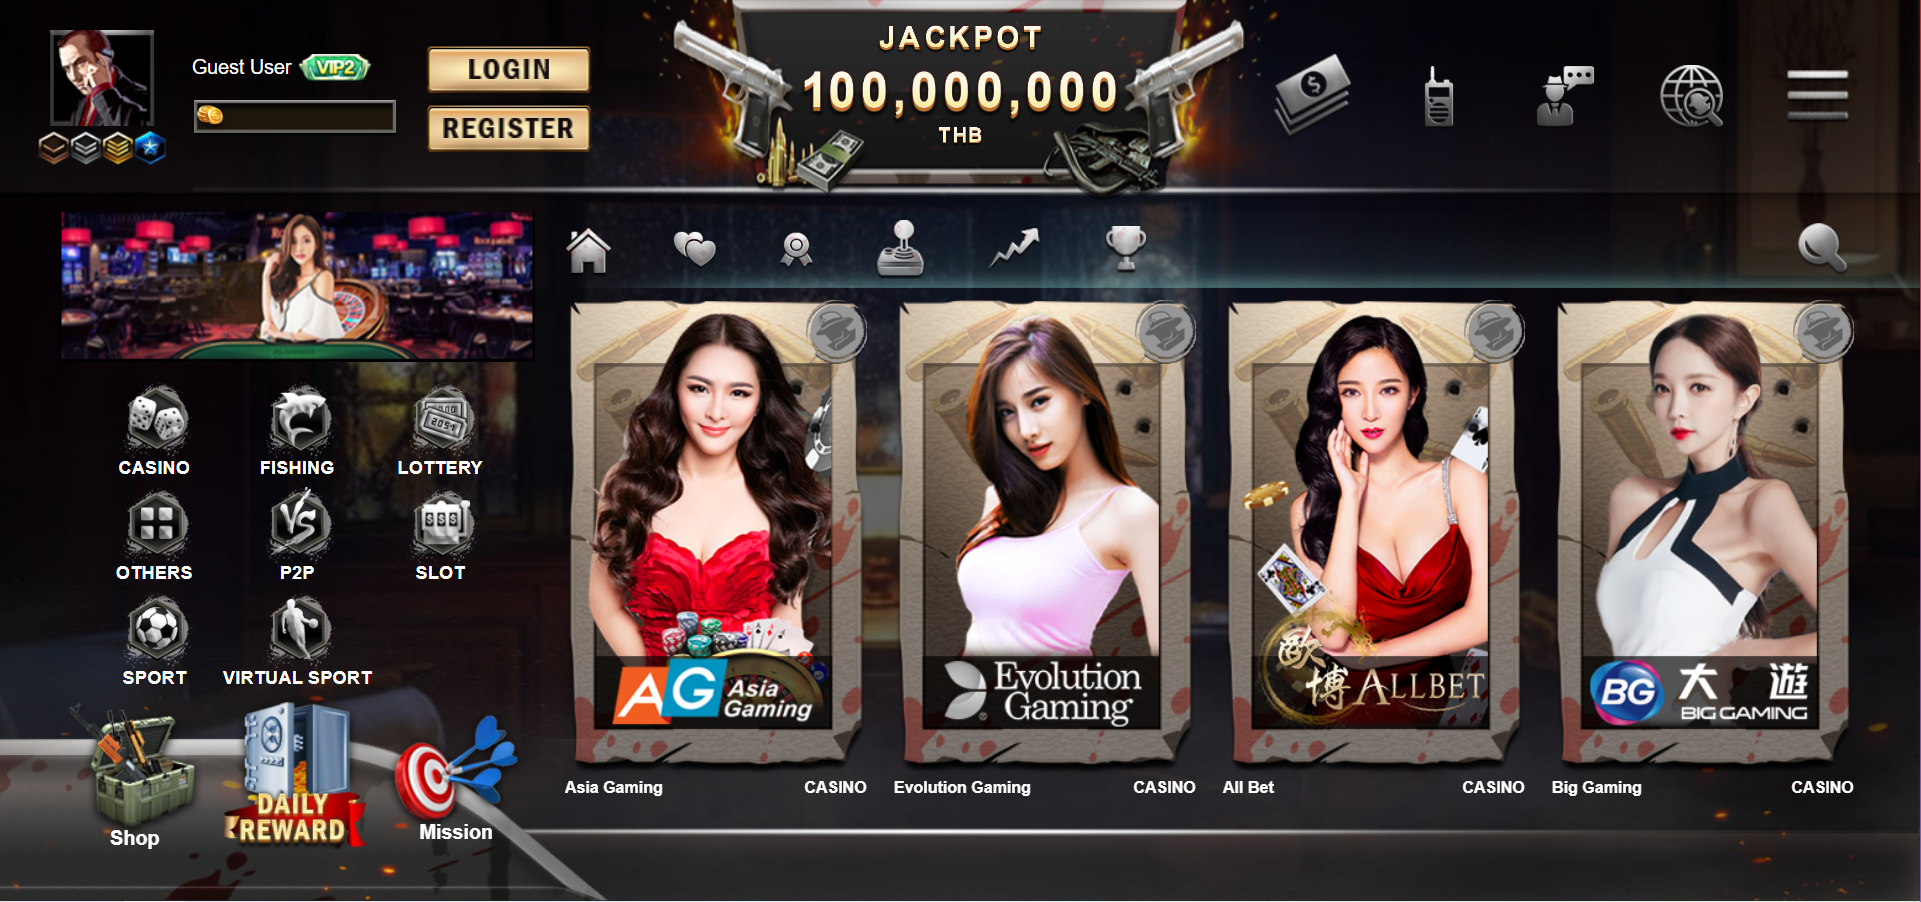 Guest User VIP2
LOGIN
REGISTER
JACKPOT
100,000,000
THB
CASINO
FISHING
LOTTERY
OTHERS
P2P
VS
SLOT
$$$
SPORT
VIRTUAL SPORT
Shop
DAILY
REWARD
Mission
AG Asia
Gaming
Evolution
Gaming
歐
博 ALLBET
BG 大 遊
BIG GAMING
Asia Gaming
CASINO
Evolution Gaming
CASINO
All Bet
CASINO
Big Gaming
CASINO